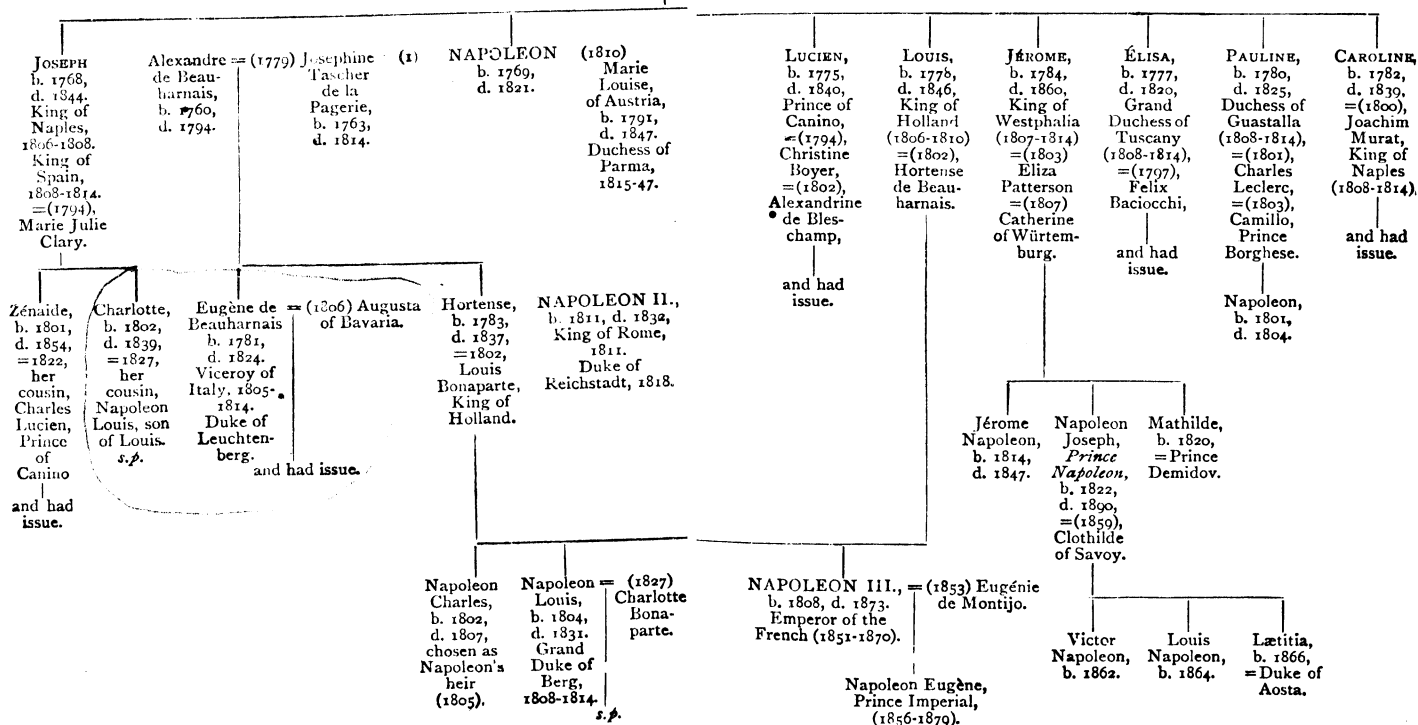 JOSEPH
b. 1768,
d. 1844.
King of
Naples,
1806-1808.
King of
Spain,
1808-1814.
=(1794),
Marie Julie
Clary.
Alexandre = (1779) Josephine (1)
de Beau-
harnais,
b. 1760,
d. 1794.
Tascher
de la
Pagerie,
b. 1763,
d. 1814.
NAPOLEON
b. 1769,
d. 1821.
(1810)
Marie
Louise,
of Austria,
b. 1791,
d. 1847.
Duchess of
Parma,
1815-47.
LUCIEN,
b. 1775,
d. 1840,
Prince of
Canino,
=(1794),
Christine
Boyer,
=(1802),
Alexandrine
de Bles-
champ,
and had
issue.
LOUIS,
b. 1778,
d. 1846,
King of
Holland
(1806-1810)
=(1802),
Hortense
de Beau-
harnais.
JÉROME,
b. 1784,
d. 1860,
King of
Westphalia
(1807-1814)
=(1803)
Eliza
Patterson
=(1807)
Catherine
of Würtem-
burg.
ÉLISA,
b. 1777,
d. 1820,
Grand
Duchess of
Tuscany
(1808-1814),
=(1797),
Felix
Baciocchi,
and had
issue.
PAULINE,
b. 1780,
d. 1825,
Duchess of
Guastalla
(1808-1814),
=(1801),
Charles
Leclerc,
=(1803),
Camillo,
Prince
Borghese.
CAROLINE,
b. 1782,
d. 1839,
=(1800),
Joachim
Murat,
King of
Naples
(1808-1814),
and had
issue.
Zénaide,
b. 1801,
d. 1854,
=1822,
her
cousin,
Charles
Lucien,
Prince
of
Canino
and had
issue.
Charlotte,
b. 1802,
d. 1839,
=1827,
her
cousin,
Napoleon
Louis, son
of Louis.
s.p.
Eugène de = (1806) Augusta
Beauharnais of Bavaria.
b. 1781,
d. 1824.
Viceroy of
Italy, 1805-
1814.
Duke of
Leuchten-
berg.
and had issue.
Hortense,
b. 1783,
d. 1837,
=1802,
Louis
Bonaparte,
King of
Holland.
NAPOLEON II.,
b. 1811, d. 1832,
King of Rome,
1811.
Duke of
Reichstadt, 1818.
Napoleon,
b. 1801,
d. 1804.
Jérome
Napoleon,
b. 1814,
d. 1847.
Napoleon
Joseph,
Prince
Napoleon,
b. 1822,
d. 1890,
=(1859),
Clothilde
of Savoy.
Mathilde,
b. 1820,
=Prince
Demidov.
Napoleon
Charles,
b. 1802,
d. 1807,
chosen as
Napoleon's
heir
(1805).
Napoleon = (1827)
Louis,
b. 1804,
d. 1831.
Grand
Duke of
Berg,
1808-1814.
Charlotte
Bona-
parte.
s.p.
NAPOLEON III., = (1853) Eugénie
b. 1808, d. 1873. de Montijo.
Emperor of the
French (1851-1870).
Napoleon Eugène,
Prince Imperial,
(1856-1879).
Victor
Napoleon,
b. 1862.
Louis
Napoleon,
b. 1864.
Lætitia,
b. 1866,
=Duke of
Aosta.